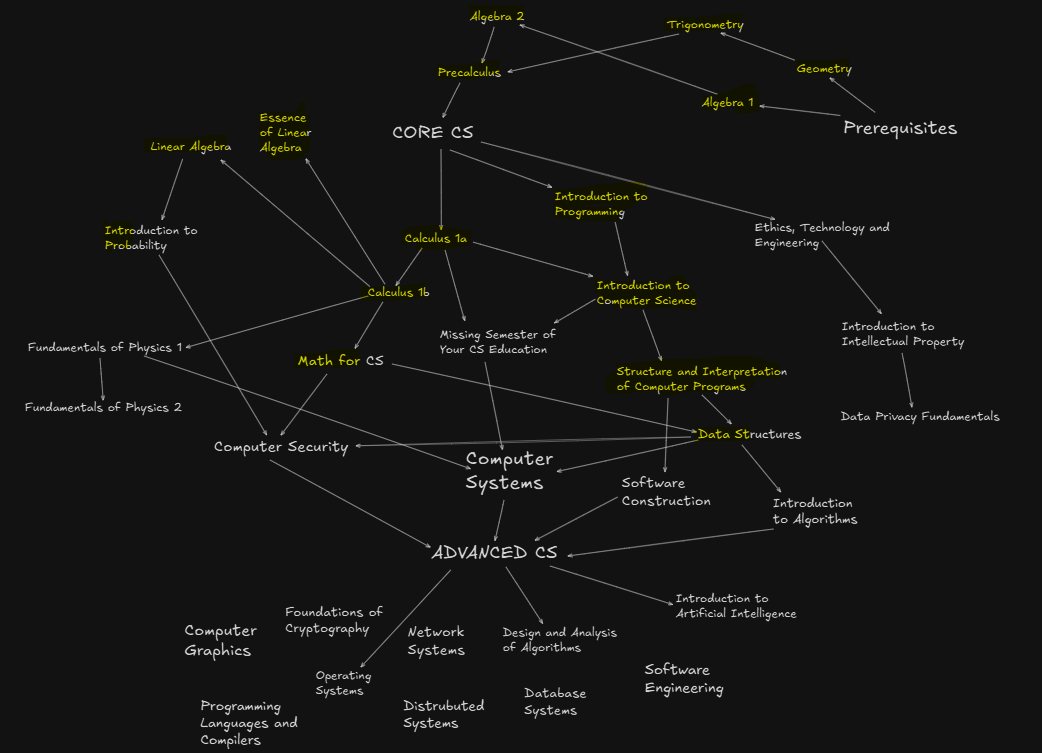 Algebra 2
Trigonometry
Precalculus
Geometry
Algebra 1
Prerequisites
Essence
of Linear
Algebra
CORE CS
Linear Algebra
Introduction to
Programming
Introduction to
Probability
Calculus 1a
Ethics, Technology and
Engineering
Calculus 1b
Introduction to
Computer Science
Missing Semester of
Your CS Education
Introduction to
Intellectual Property
Fundamentals of Physics 1
Math for CS
Structure and Interpretation
of Computer Programs
Fundamentals of Physics 2
Data Privacy Fundamentals
Data Structures
Computer Security
Computer
Systems
Software
Construction
Introduction
to Algorithms
ADVANCED CS
Introduction to
Artificial Intelligence
Foundations of
Cryptography
Computer
Graphics
Network
Systems
Design and Analysis
of Algorithms
Operating
Systems
Software
Engineering
Programming
Languages and
Compilers
Distrubuted
Systems
Database
Systems